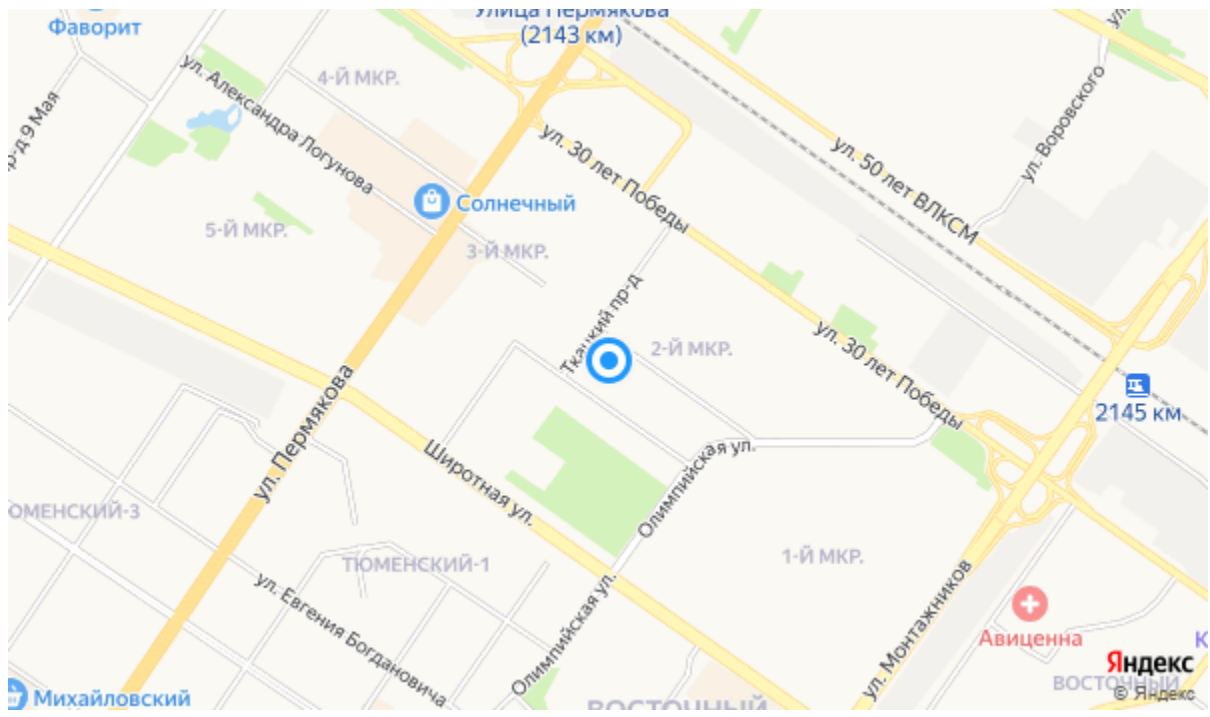 Фаворит
Улица Пермякова
(2143 км)
4-Й МКР.
ул. Александра Логунова
пр-д 9 Мая
ул. 30 лет Победы
ул. 50 лет ВЛКСМ
ул. Воровского
Солнечный
5-Й МКР.
3-Й МКР.
Ткацкий пр-д
2-Й МКР.
ул. 30 лет Победы
2145 км
ул. Пермякова
Широтная ул.
Олимпийская ул.
ОМЕНСКИЙ-3
ТЮМЕНСКИЙ-1
1-Й МКР.
ул. Евгения Богдановича
Олимпийская ул.
ул. Монтажников
Авиценна
Михайловский
ВОСТОЧНЫЙ
ВОСТОЧНЫЙ
Яндекс
© Яндекс